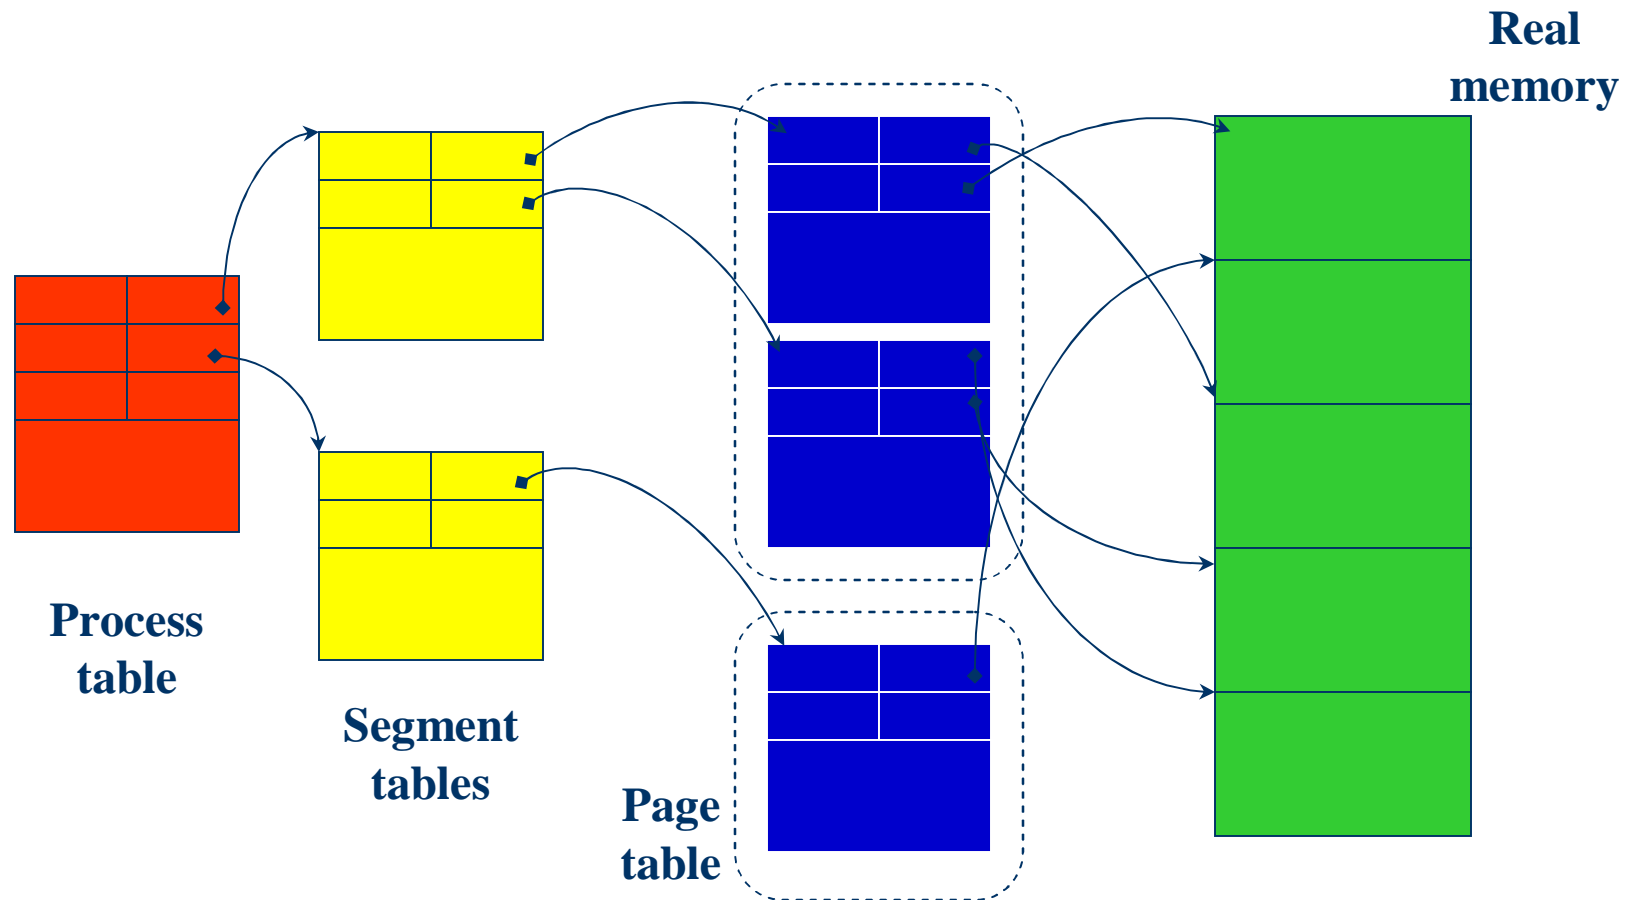 Real
memory
Process
table
Segment
tables
Page
table